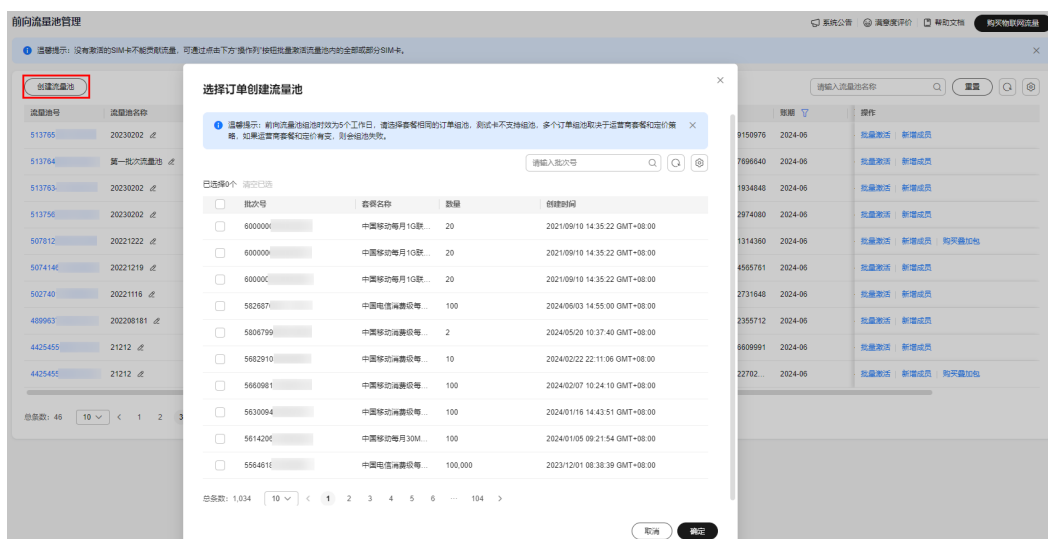 前向流量池管理
系统公告 满意度评价 帮助文档 购买物联网流量
温馨提示：没有激活的SIM卡不能贡献流量，可通过点击下方“操作列”按钮批量激活流量池内的全部或部分SIM卡。
创建流量池
请输入流量池名称 重置
流量池号 流量池名称 账期 操作
513765 20230202 9150976 2024-06 批量激活 新增成员
513764 第一批次流量池 7696640 2024-06 批量激活 新增成员
513763 20230202 1934848 2024-06 批量激活 新增成员
513756 20230202 2974080 2024-06 批量激活 新增成员
507812 20221222 1314360 2024-06 批量激活 新增成员 购买叠加包
5074146 20221219 4565761 2024-06 批量激活 新增成员
502740 20221116 2731648 2024-06 批量激活 新增成员
489963 202208181 2355712 2024-06 批量激活 新增成员
4425455 21212 6609991 2024-06 批量激活 新增成员
4425455 21212 22702... 2024-06 批量激活 新增成员 购买叠加包
总条数：46 10 1 2 3
选择订单创建流量池
温馨提示：前向流量池组池时效为5个工作日，请选择套餐相同的订单组池，测试卡不支持组池，多个订单组池取决于运营商套餐和定价策
略，如果运营商套餐和定价有变，则会组池失败。
请输入批次号
已选择0个 清空已选
批次号 套餐名称 数量 创建时间
600000 中国移动每月1G联... 20 2021/09/10 14:35:22 GMT+08:00
600000 中国移动每月1G联... 20 2021/09/10 14:35:22 GMT+08:00
60000 中国移动每月1G联... 20 2021/09/10 14:35:22 GMT+08:00
58268 中国电信消费级每... 100 2024/06/03 14:55:00 GMT+08:00
5806799 中国移动消费级每... 2 2024/05/20 10:37:40 GMT+08:00
5682910 中国移动消费级每... 10 2024/02/22 22:11:06 GMT+08:00
5660981 中国移动消费级每... 100 2024/02/07 10:24:10 GMT+08:00
5630094 中国移动消费级每... 100 2024/01/16 14:43:51 GMT+08:00
561420 中国移动每月30M... 100 2024/01/05 09:21:54 GMT+08:00
556461 中国电信消费级每... 100,000 2023/12/01 08:38:39 GMT+08:00
总条数：1,034 10 1 2 3 4 5 6 ... 104
取消 确定